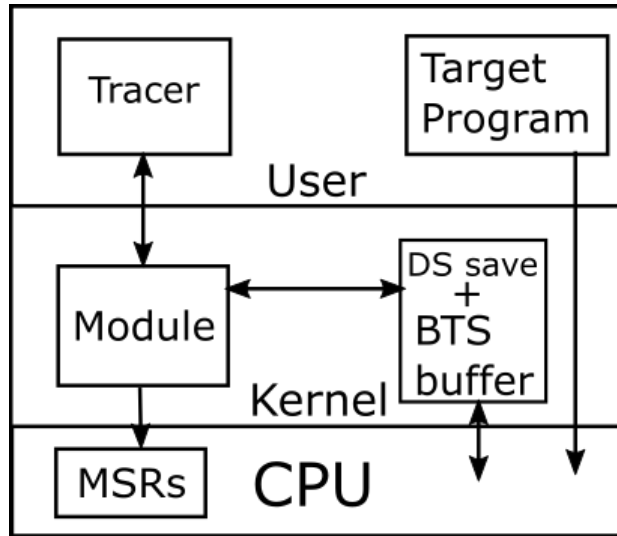 Tracer
Target
Program
User
Module
DS save
+
BTS
buffer
Kernel
MSRs
CPU